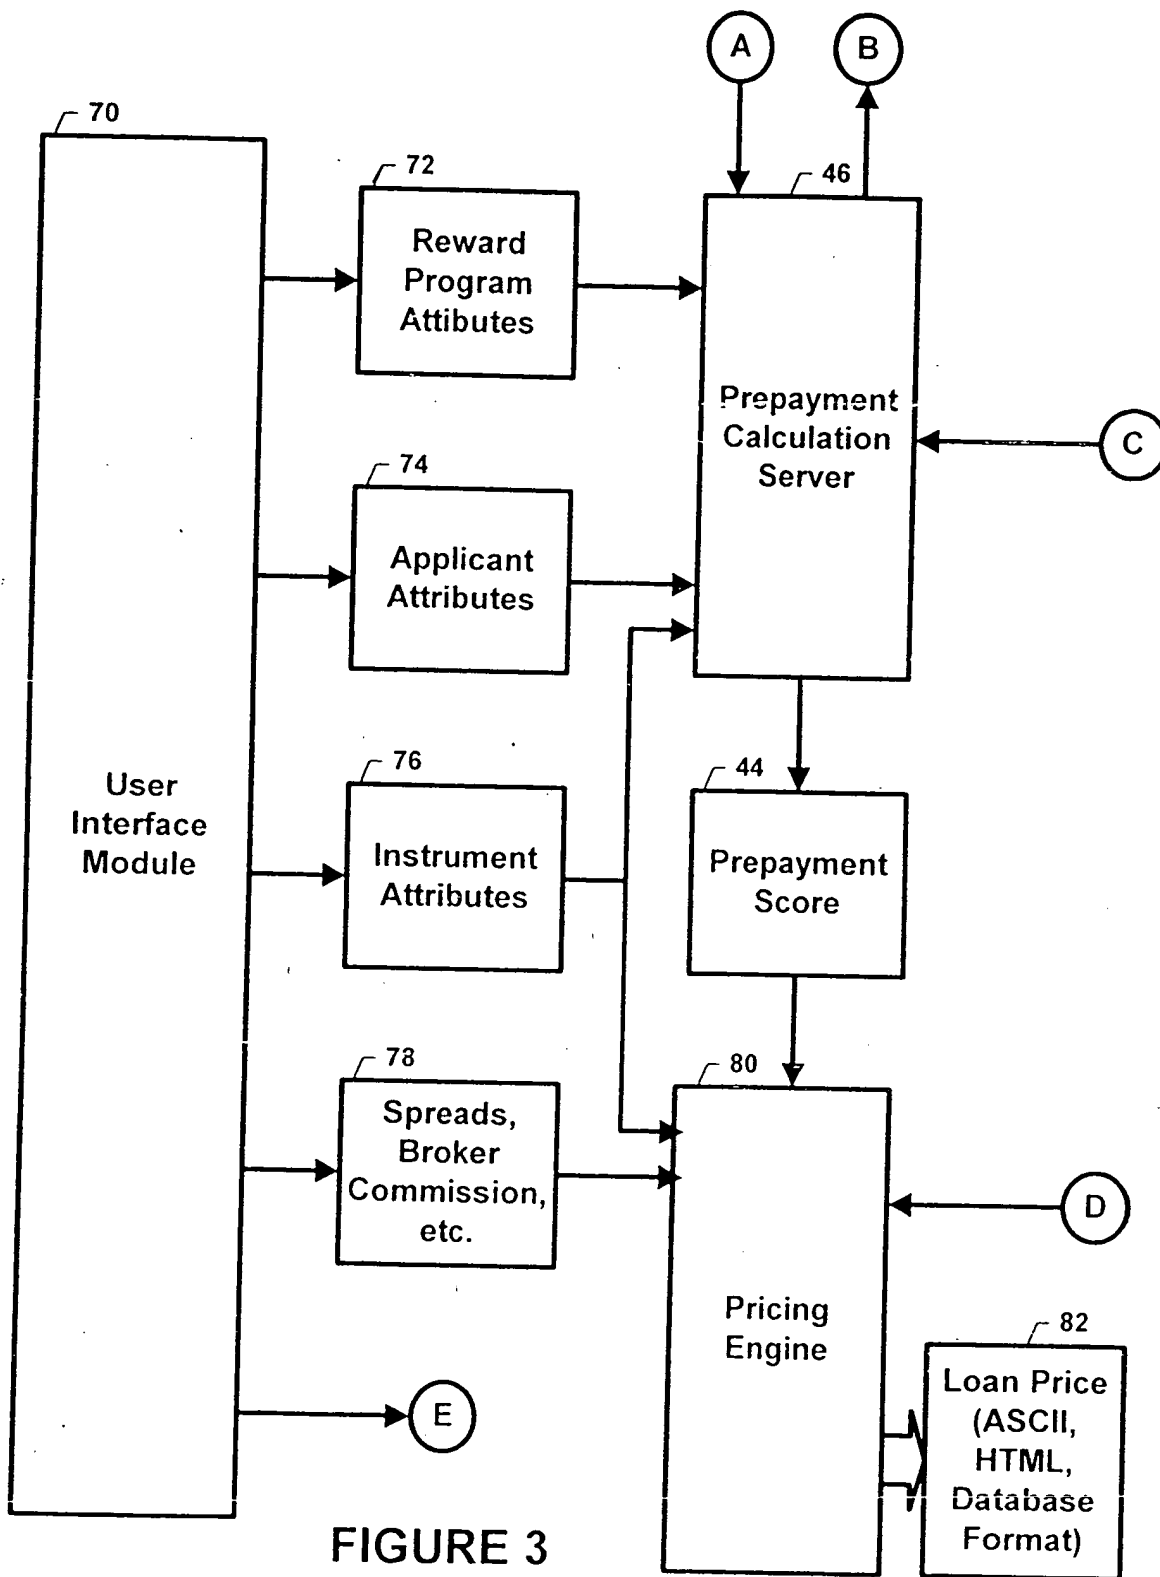 A
B
70
72
46
Reward
Program
Attibutes
Prepayment
Calculation
Server
C
74
Applicant
Attributes
76
44
User
Interface
Module
Instrument
Attributes
Prepayment
Score
78
80
Spreads,
Broker
Commission,
etc.
D
Pricing
Engine
82
Loan Price
(ASCII,
HTML,
Database
Format)
E
FIGURE 3